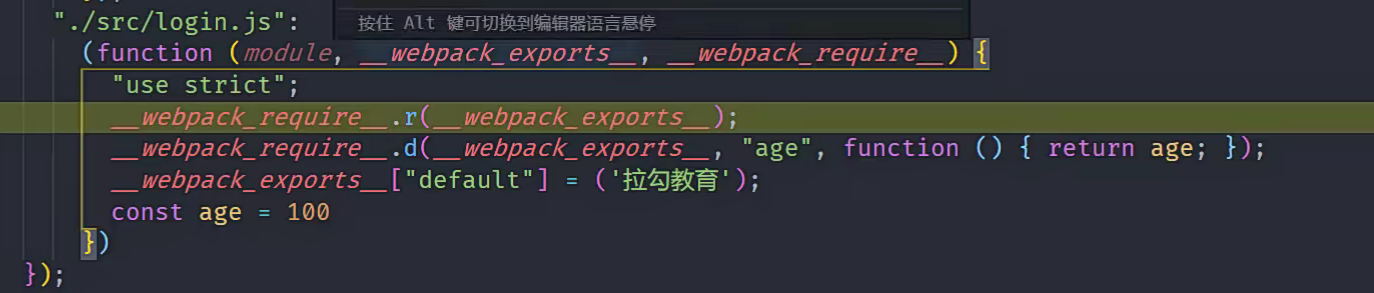 "./src/login.js":
按住 Alt 键可切换到编辑器语言悬停
(function (module, __webpack_exports__, __webpack_require__) {
"use strict";
__webpack_require__.r(__webpack_exports__);
__webpack_require__.d(__webpack_exports__, "age", function () { return age; });
__webpack_exports__["default"] = ('拉勾教育');
const age = 100
})
});